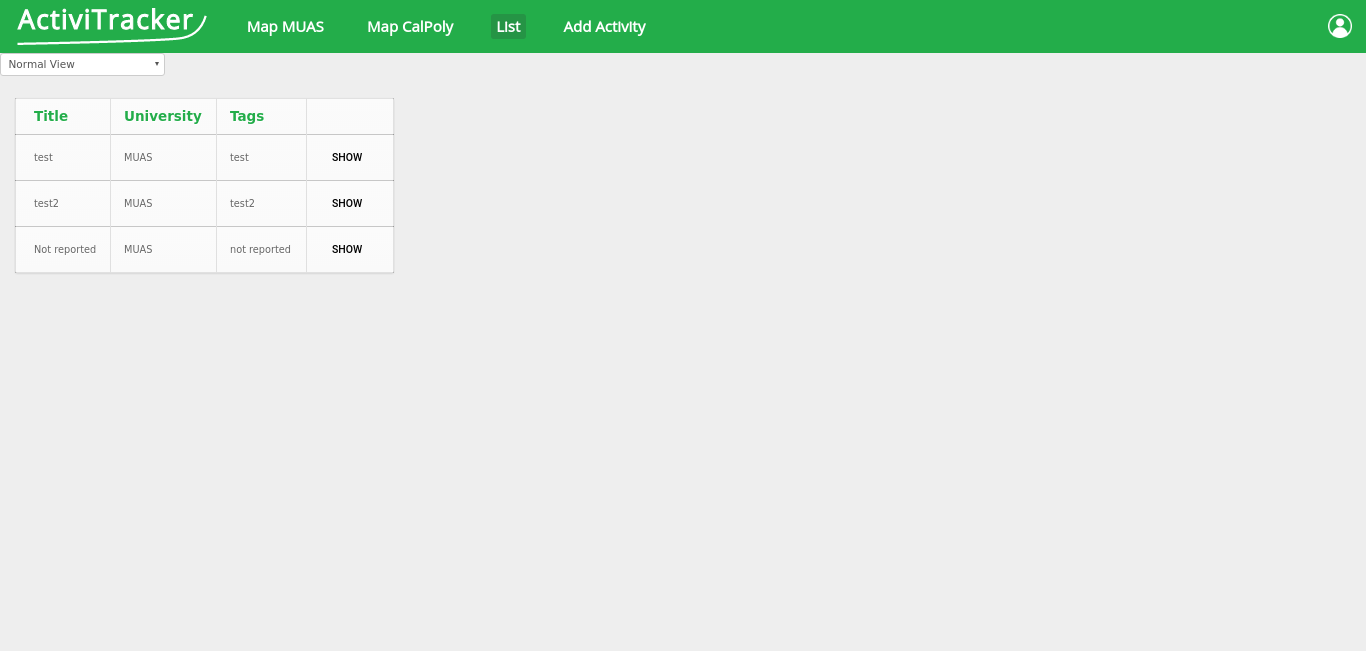 ActiviTracker Map MUAS Map CalPoly List Add Activity
Normal View
Title University Tags
test MUAS test SHOW
test2 MUAS test2 SHOW
Not reported MUAS not reported SHOW